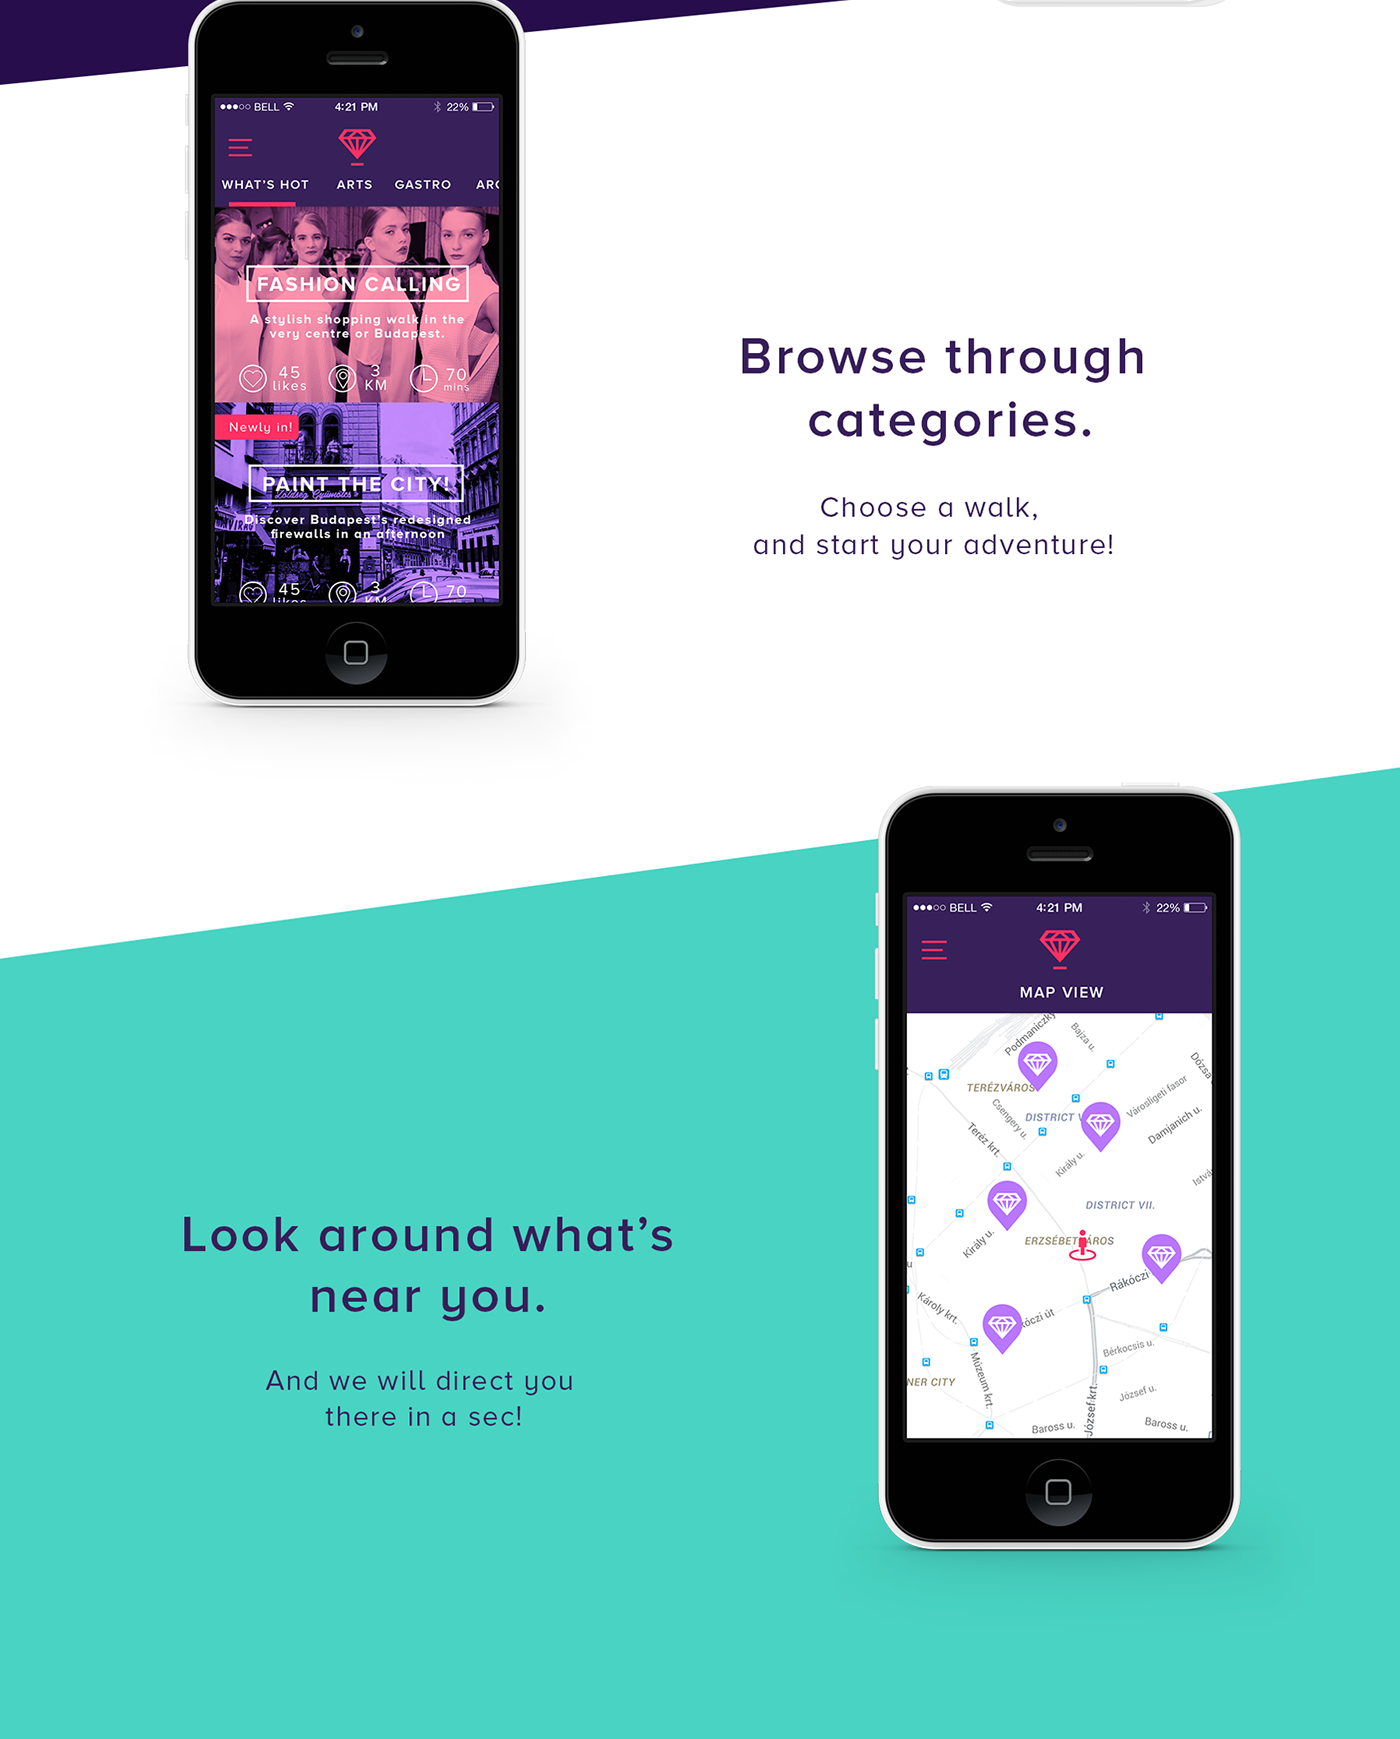 BELL 4:21 PM 22%
WHAT'S HOT ARTS GASTRO ARC
FASHION CALLING
A stylish shopping walk in the
very centre or Budapest.
45 likes 3 KM 70 mins
Newly in!
PAINT THE CITY!
Discover Budapest's redesigned
firewalls in an afternoon
45 likes 3 KM 70
Browse through
categories.
Choose a walk,
and start your adventure!
Look around what's
near you.
And we will direct you
there in a sec!
BELL 4:21 PM 22%
MAP VIEW
Podmaniczky
Bajza u.
Dózsa
TERÉZVÁROS
Csengery u.
DISTRICT V
Városligeti fasor
Damjanich u.
Teréz krt.
Király u.
Istvá
DISTRICT VII.
Király u.
ERZSÉBETVÁROS
u
Rákóczi
Károly krt.
kóczi út
Bérkocsis u.
NER CITY
Múzeum krt.
József krt.
József u.
Baross u.
Baross u.